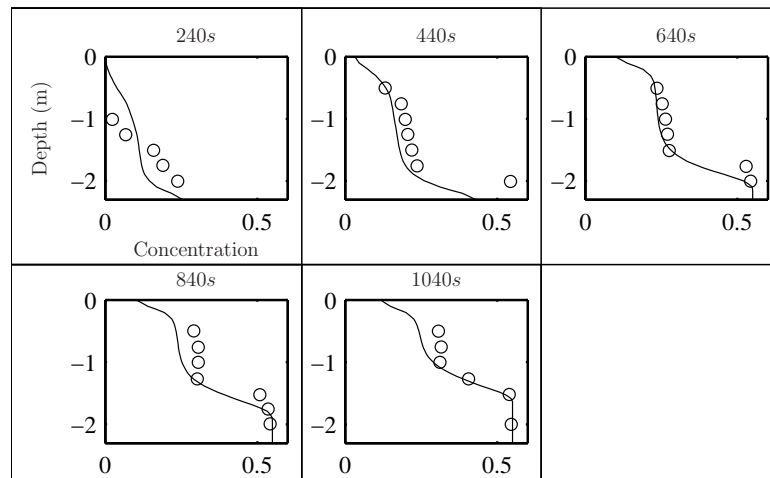 240s 440s 640s
0 0 0
Depth (m)
−1 −1 −1
−2 −2 −2
0 0.5 0 0.5 0 0.5
Concentration
840s 1040s
0 0
−1 −1
−2 −2
0 0.5 0 0.5